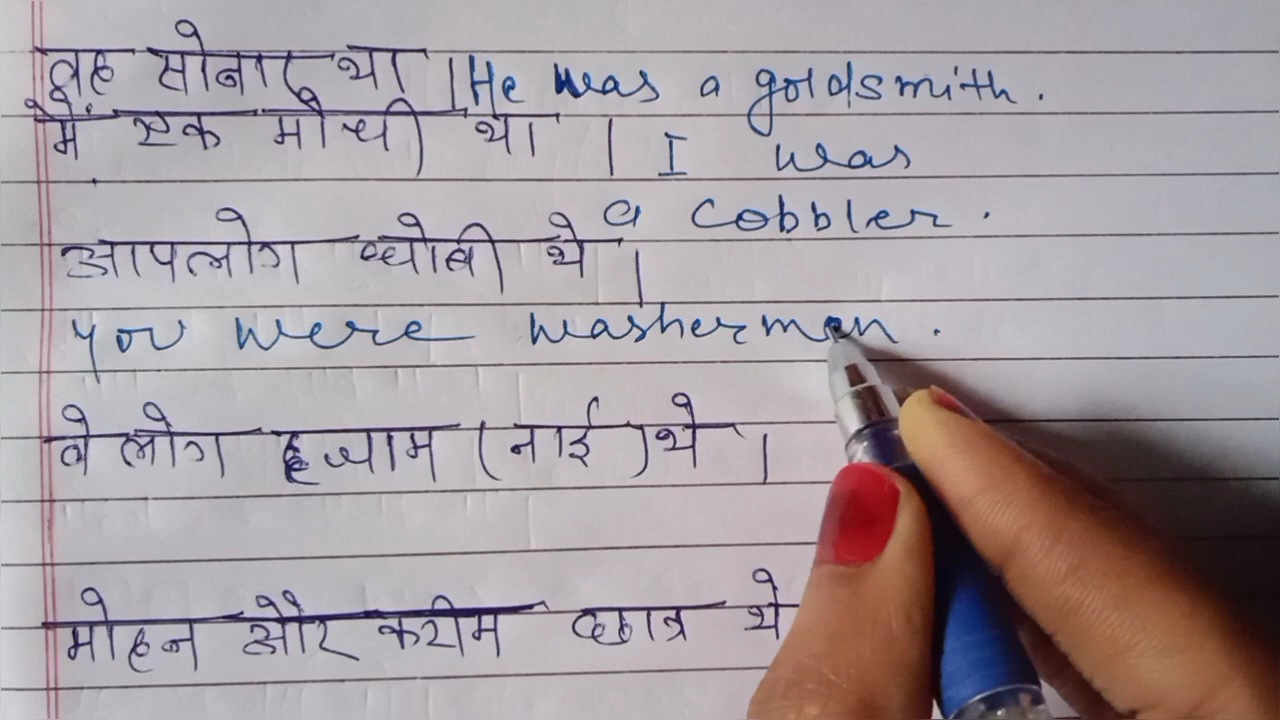 वह सोनार था । He was a goldsmith.
में एक मोची था । I was
a cobbler.
आपलोग धोबी थे ।
you were washermen.
वे लोग हजाम (नाई) थे ।
मोहन और करीम छात्र थे